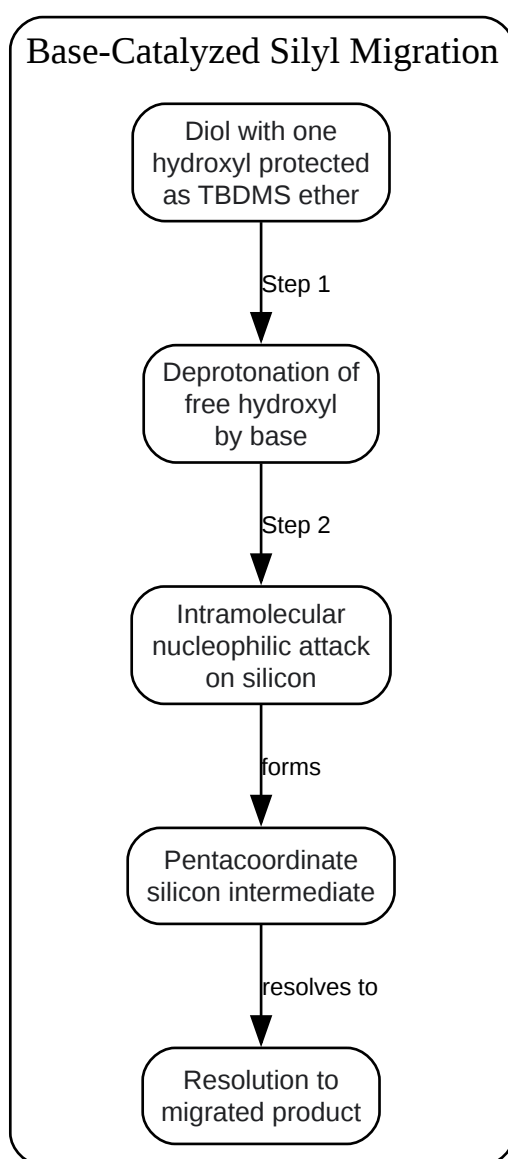 Base-Catalyzed Silyl Migration
Diol with one
hydroxyl protected
as TBDMS ether
Step 1
Deprotonation of
free hydroxyl
by base
Step 2
Intramolecular
nucleophilic attack
on silicon
forms
Pentacoordinate
silicon intermediate
resolves to
Resolution to
migrated product